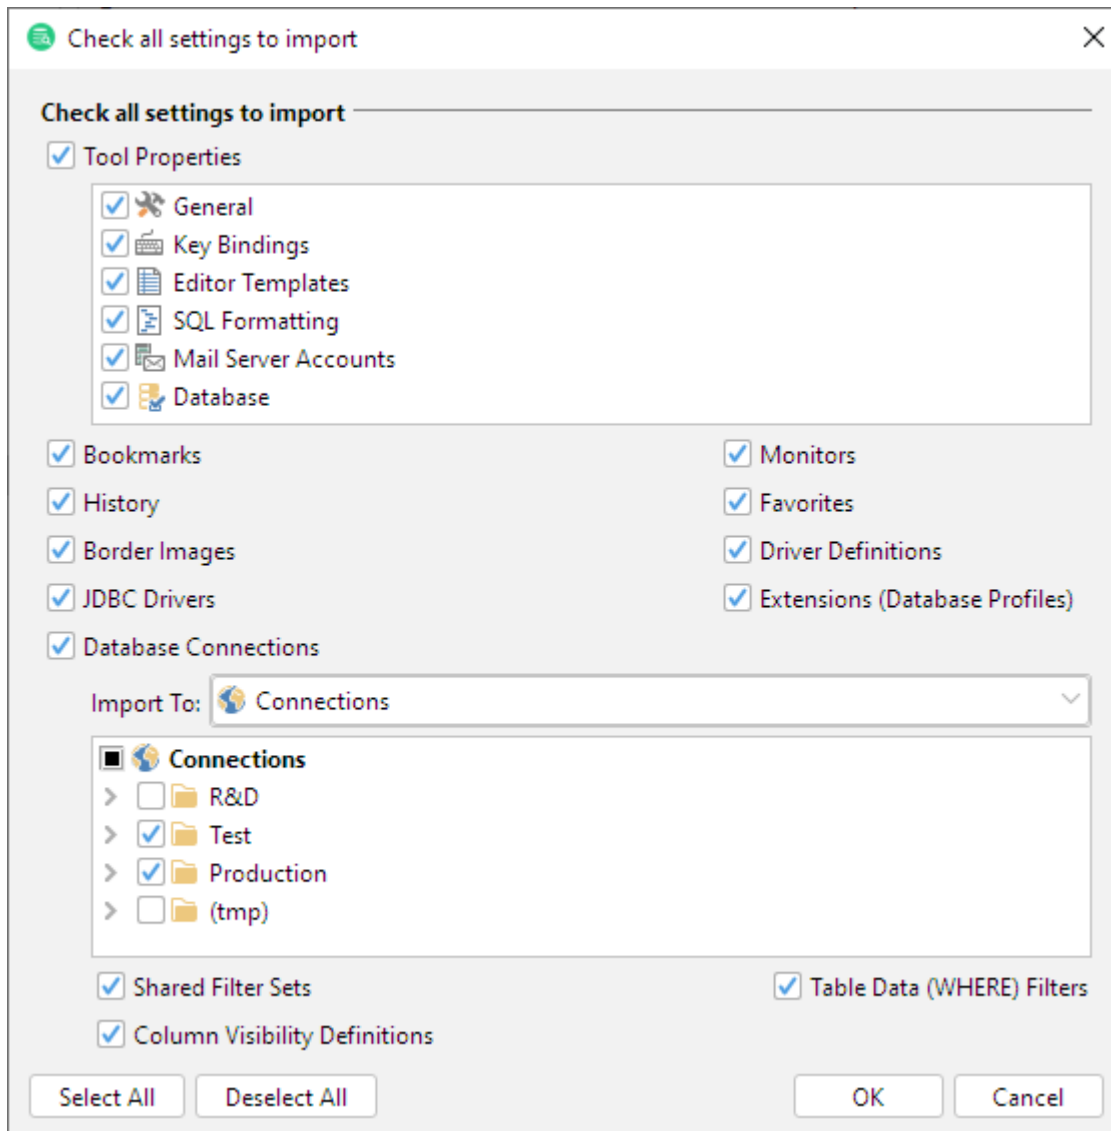 Check all settings to import
Check all settings to import
Tool Properties
General
Key Bindings
Editor Templates
SQL Formatting
Mail Server Accounts
Database
Bookmarks
Monitors
History
Favorites
Border Images
Driver Definitions
JDBC Drivers
Extensions (Database Profiles)
Database Connections
Import To: Connections
Connections
R&D
Test
Production
(tmp)
Shared Filter Sets
Table Data (WHERE) Filters
Column Visibility Definitions
Select All Deselect All OK Cancel